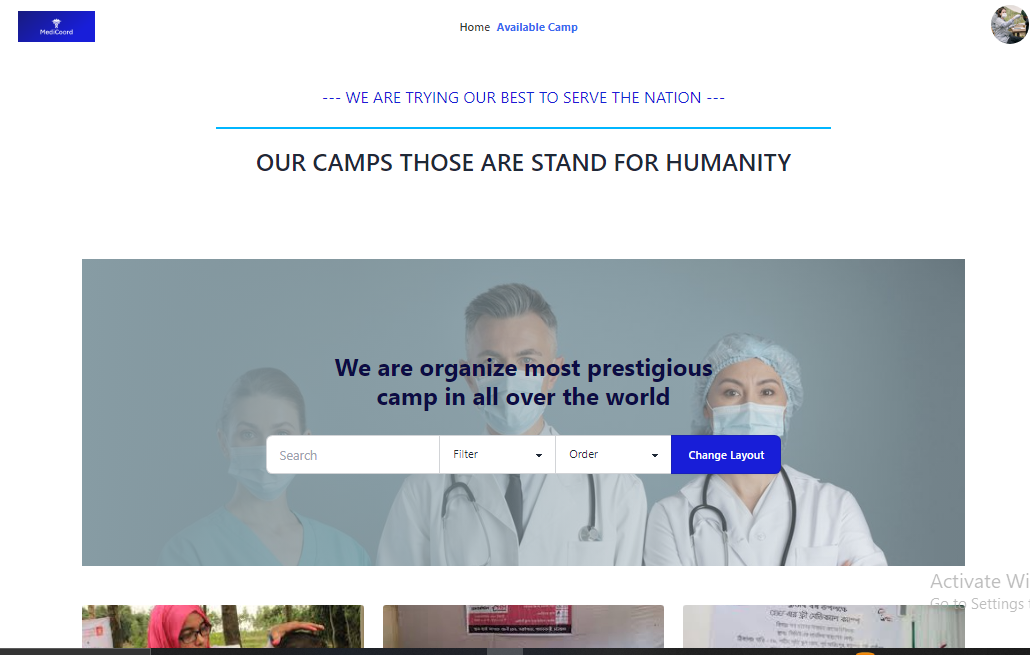 MediCoord
Home Available Camp
--- WE ARE TRYING OUR BEST TO SERVE THE NATION ---
OUR CAMPS THOSE ARE STAND FOR HUMANITY
We are organize most prestigious
camp in all over the world
Search Filter Order Change Layout
Activate Wi
Go to Settings